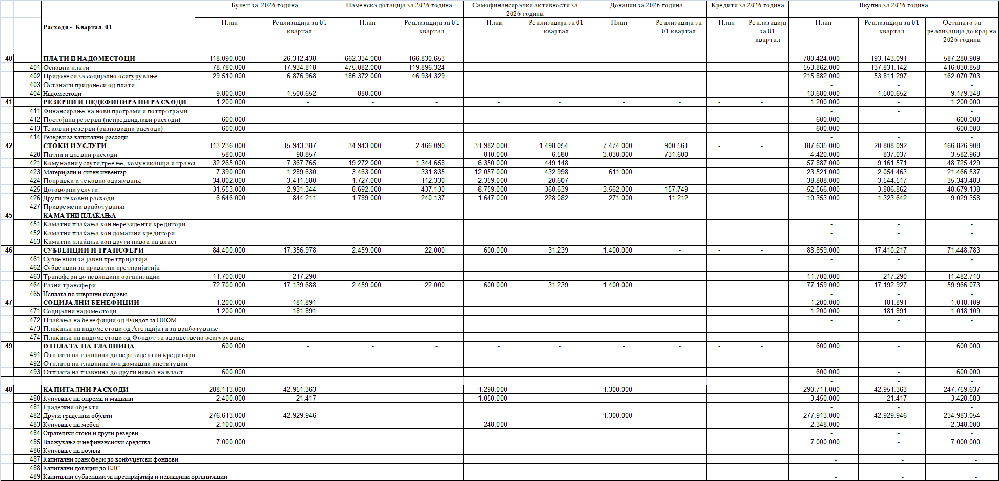 Буџет за 2026 година Наменска дотација за 2026 година Самофинансирачки активности за 2026 година Донации за 2026 година Кредити за 2026 година Вкупно за 2026 година
Расходи - Квартал 01 План Реализација за 01 квартал План Реализација за 01 квартал План Реализација за 01 квартал План Реализација за 01 квартал План Реализација за 01 квартал План Реализација за 01 квартал Останато за реализација до крај на 2026 година
40 ПЛАТИ И НАДОМЕСТОЦИ 118.090.000 26.312.438 662.334.000 166.830.653 - - - - 780.424.000 193.143.091 587.280.909
401 Основни плати 78.780.000 17.934.818 475.082.000 119.896.324 553.862.000 137.831.142 416.030.858
402 Придонеси за социјално осигурување 29.510.000 6.876.968 186.372.000 46.934.329 215.882.000 53.811.297 162.070.703
403 Останати придонеси од плати - - -
404 Надоместоци 9.800.000 1.500.652 880.000 10.680.000 1.500.652 9.179.348
41 РЕЗЕРВИ И НЕДЕФИНИРАНИ РАСХОДИ 1.200.000 - - - - - - - - - 1.200.000 - 1.200.000
411 Финансирање на нови програми и потпрограми - - -
412 Постојана резерва (непредвидливи расходи) 600.000 600.000 - 600.000
413 Тековни резерви (разновидни расходи) 600.000 600.000 - 600.000
414 Резерви за капитални расходи - - -
42 СТОКИ И УСЛУГИ 113.236.000 15.943.387 34.943.000 2.466.090 31.982.000 1.498.054 7.474.000 900.561 - - 187.635.000 20.808.092 166.826.908
420 Патни и дневни расходи 580.000 98.857 810.000 6.580 3.030.000 731.600 4.420.000 837.037 3.582.963
421 Комунални услуги,греење, комуникација и транс 32.265.000 7.367.765 19.272.000 1.344.658 6.350.000 449.148 57.887.000 9.161.571 48.725.429
423 Материјали и ситен инвентар 7.390.000 1.289.630 3.463.000 331.835 12.057.000 432.998 611.000 23.521.000 2.054.463 21.466.537
424 Поправки и тековно одржување 34.802.000 3.411.580 1.727.000 112.330 2.359.000 20.607 38.888.000 3.544.517 35.343.483
425 Договорни услуги 31.553.000 2.931.344 8.692.000 437.130 8.759.000 360.639 3.562.000 157.749 52.566.000 3.886.862 48.679.138
426 Други тековни расходи 6.646.000 844.211 1.789.000 240.137 1.647.000 228.082 271.000 11.212 10.353.000 1.323.642 9.029.358
427 Привремени вработувања - - -
45 КАМАТНИ ПЛАЌАЊА - - - - - - - - - - - - -
451 Каматни плаќања кон нерезиденти кредитори - - -
452 Каматни плаќања кон домашни кредитори - - -
453 Каматни плаќања кон други нивоа на власт - - -
46 СУБВЕНЦИИ И ТРАНСФЕРИ 84.400.000 17.356.978 2.459.000 22.000 600.000 31.239 1.400.000 - - - 88.859.000 17.410.217 71.448.783
461 Субвенции за јавни претпријатија - - -
462 Субвенции за приватни претпријатија - - -
463 Трансфери до невладини организации 11.700.000 217.290 11.700.000 217.290 11.482.710
464 Разни трансфери 72.700.000 17.139.688 2.459.000 22.000 600.000 31.239 1.400.000 77.159.000 17.192.927 59.966.073
465 Исплата по извршни исправи - - -
47 СОЦИЈАЛНИ БЕНЕФИЦИИ 1.200.000 181.891 - - - - - - - - 1.200.000 181.891 1.018.109
471 Социјални надоместоци 1.200.000 181.891 1.200.000 181.891 1.018.109
472 Плаќања на бенефиции од Фондот за ПИОМ - - -
473 Плаќања на надоместоци од Агенцијата за вработување - - -
474 Плаќања на надоместоци од Фондот за здравствено осигурување - - -
49 ОТПЛАТА НА ГЛАВНИЦА 600.000 - - - - - - - - - 600.000 - 600.000
491 Отплата на главнина до нерезидентни кредитори - - -
492 Отплата на главнина кон домашни институции - - -
493 Отплата на главнина до други нивоа на власт 600.000 600.000 - 600.000
- - -
48 КАПИТАЛНИ РАСХОДИ 288.113.000 42.951.363 - - 1.298.000 - 1.300.000 - - - 290.711.000 42.951.363 247.759.637
480 Купување на опрема и машини 2.400.000 21.417 1.050.000 3.450.000 21.417 3.428.583
481 Градежни објекти - - -
482 Други градежни објекти 276.613.000 42.929.946 1.300.000 277.913.000 42.929.946 234.983.054
483 Купување на мебел 2.100.000 248.000 2.348.000 - 2.348.000
484 Стратешки стоки и други резерви - - -
485 Вложувања и нефинансиски средства 7.000.000 7.000.000 - 7.000.000
486 Купување на возила - - -
487 Капитални трансфери до вонбуџетски фондови - - -
488 Капитални дотации до ЕЛС - - -
489 Капитални субвенции за претпријатија и невладини организации - - -